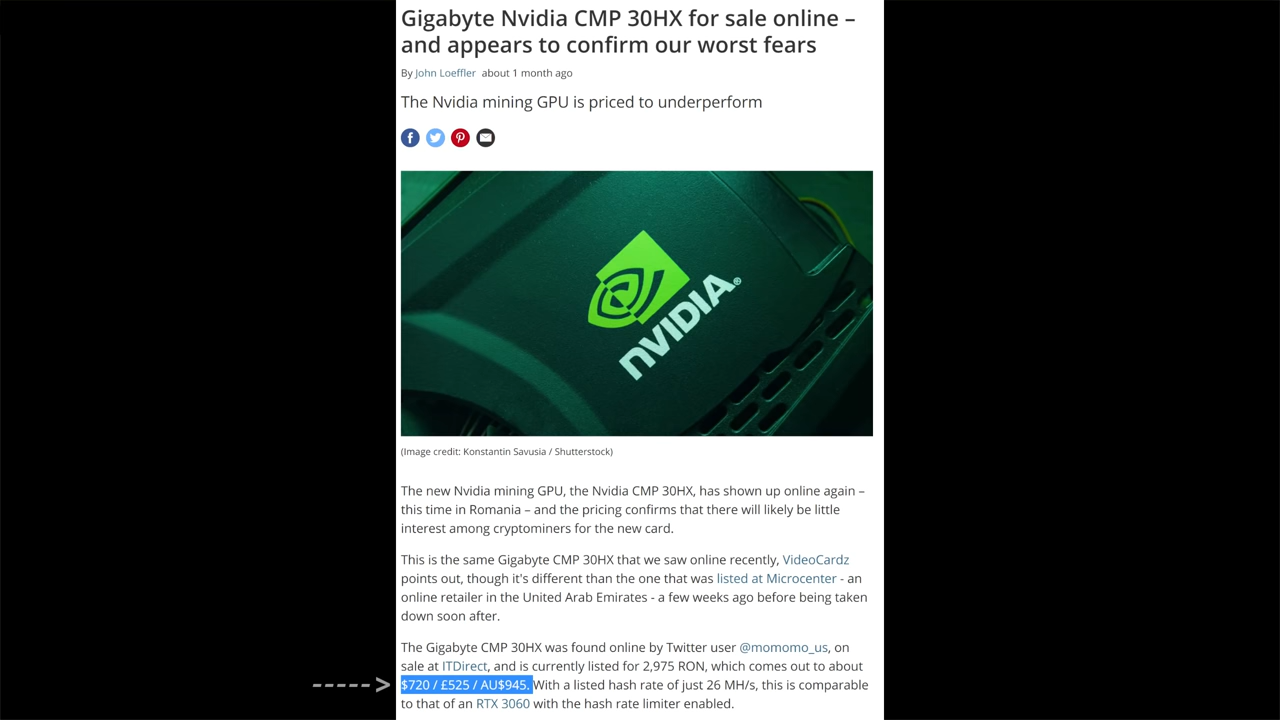 Gigabyte Nvidia CMP 30HX for sale online –
and appears to confirm our worst fears
By John Loeffler about 1 month ago
The Nvidia mining GPU is priced to underperform
NVIDIA®
(Image credit: Konstantin Savusia / Shutterstock)
The new Nvidia mining GPU, the Nvidia CMP 30HX, has shown up online again –
this time in Romania – and the pricing confirms that there will likely be little
interest among cryptominers for the new card.
This is the same Gigabyte CMP 30HX that we saw online recently, VideoCardz
points out, though it's different than the one that was listed at Microcenter - an
online retailer in the United Arab Emirates - a few weeks ago before being taken
down soon after.
The Gigabyte CMP 30HX was found online by Twitter user @momomo_us, on
sale at ITDirect, and is currently listed for 2,975 RON, which comes out to about
-----> $720 / £525 / AU$945. With a listed hash rate of just 26 MH/s, this is comparable
to that of an RTX 3060 with the hash rate limiter enabled.